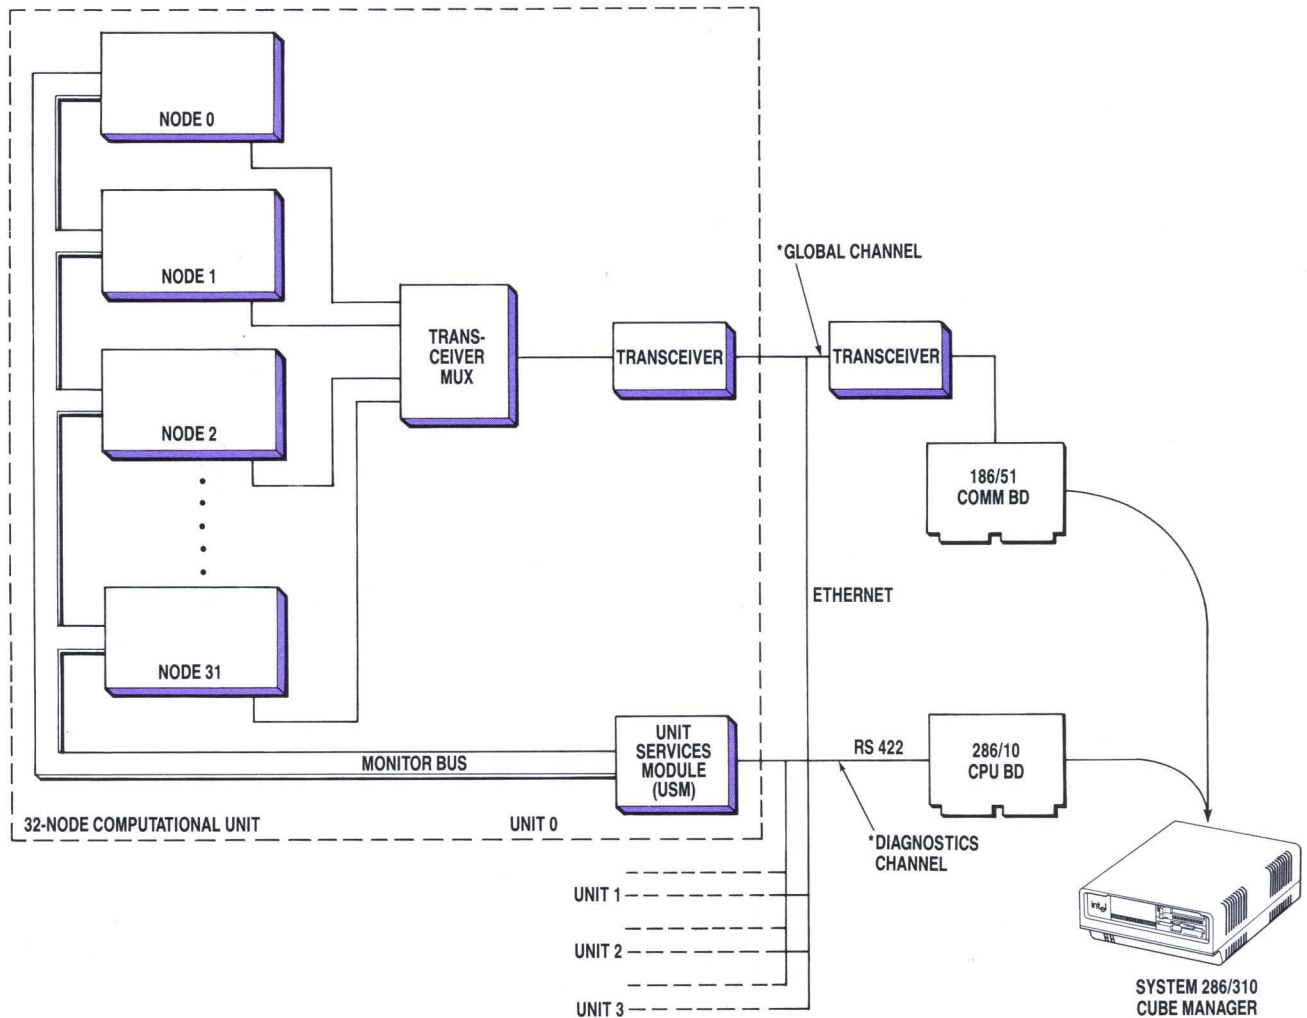 NODE 0
NODE 1
*GLOBAL CHANNEL
TRANS-
CEIVER
MUX
TRANSCEIVER
TRANSCEIVER
NODE 2
186/51
COMM BD
ETHERNET
NODE 31
UNIT
SERVICES
MODULE
(USM)
MONITOR BUS
RS 422
286/10
CPU BD
32-NODE COMPUTATIONAL UNIT
UNIT 0
*DIAGNOSTICS
CHANNEL
UNIT 1
UNIT 2
UNIT 3
intel
SYSTEM 286/310
CUBE MANAGER